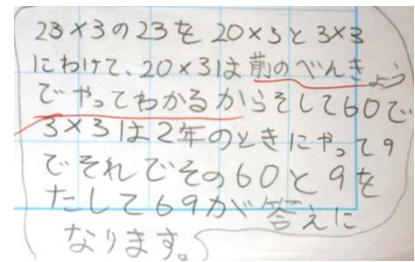 23×3の23を20×3と3×3
にわけて、20×3は前のべんきょう
でやってわかるからそして60で
3×3は2年のときにやって9
でそれでその60と9を
たして69が答えに
なります。